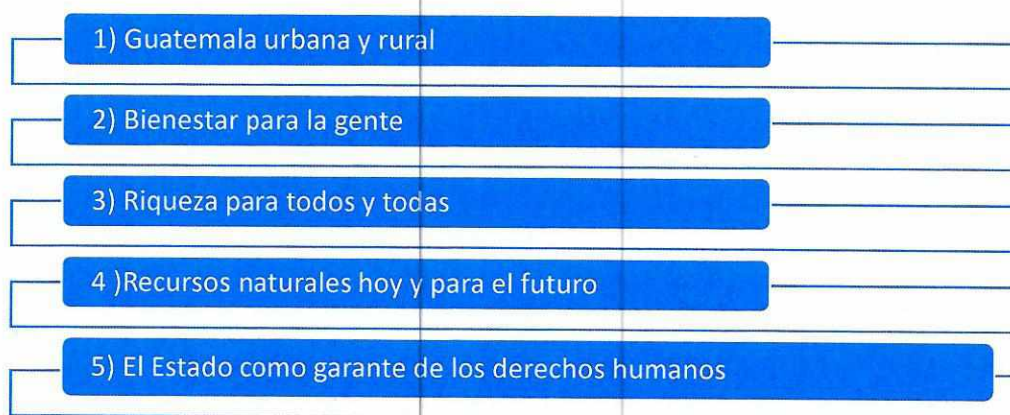 1) Guatemala urbana y rural
2) Bienestar para la gente
3) Riqueza para todos y todas
4 )Recursos naturales hoy y para el futuro
5) El Estado como garante de los derechos humanos